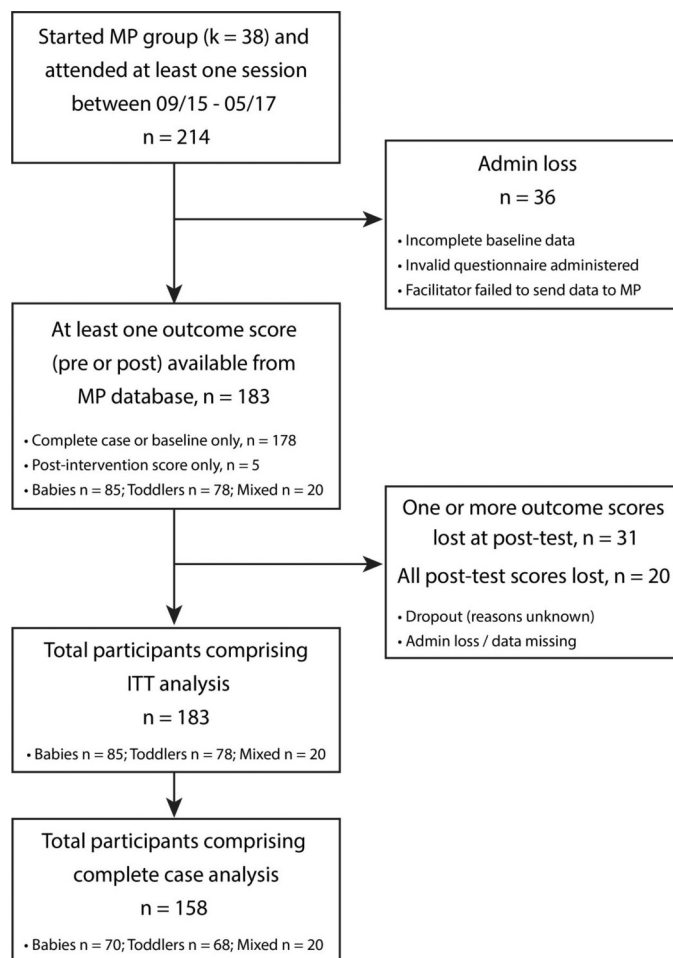 Started MP group (k = 38) and
attended at least one session
between 09/15 - 05/17
n = 214
Admin loss
n = 36
• Incomplete baseline data
• Invalid questionnaire administered
• Facilitator failed to send data to MP
At least one outcome score
(pre or post) available from
MP database, n = 183
• Complete case or baseline only, n = 178
• Post-intervention score only, n = 5
• Babies n = 85; Toddlers n = 78; Mixed n = 20
One or more outcome scores
lost at post-test, n = 31
All post-test scores lost, n = 20
• Dropout (reasons unknown)
• Admin loss / data missing
Total participants comprising
ITT analysis
n = 183
• Babies n = 85; Toddlers n = 78; Mixed n = 20
Total participants comprising
complete case analysis
n = 158
• Babies n = 70; Toddlers n = 68; Mixed n = 20